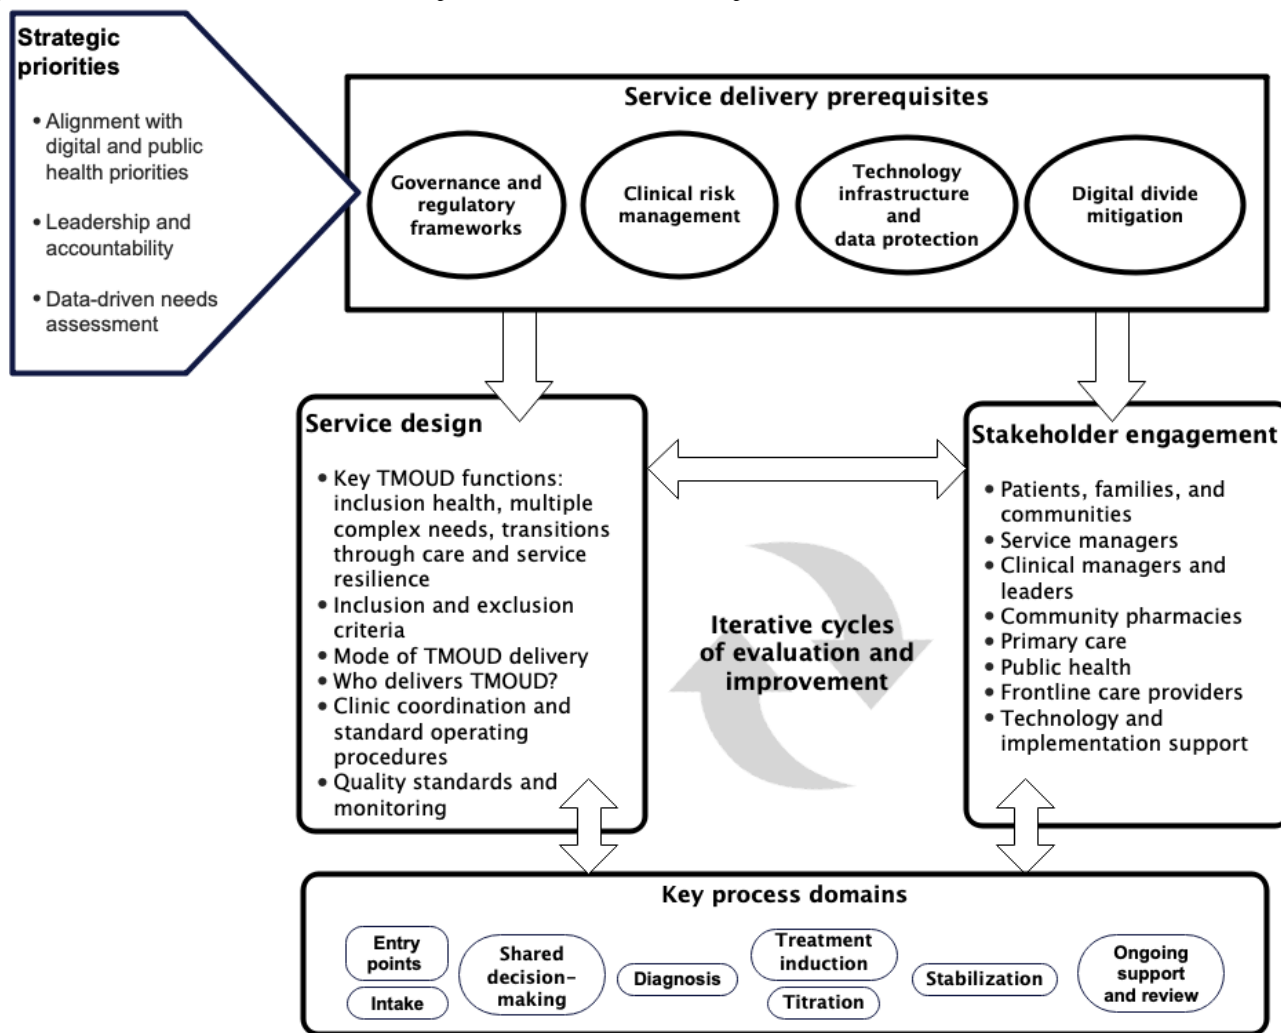 Strategic
priorities
• Alignment with
digital and public
health priorities
• Leadership and
accountability
• Data-driven needs
assessment
Service delivery prerequisites
Governance and
regulatory
frameworks
Clinical risk
management
Technology
infrastructure
and
data protection
Digital divide
mitigation
Service design
• Key TMOUD functions:
inclusion health, multiple
complex needs, transitions
through care and service
resilience
• Inclusion and exclusion
criteria
• Mode of TMOUD delivery
• Who delivers TMOUD?
• Clinic coordination and
standard operating
procedures
• Quality standards and
monitoring
Iterative cycles
of evaluation and
improvement
Stakeholder engagement
• Patients, families, and
communities
• Service managers
• Clinical managers and
leaders
• Community pharmacies
• Primary care
• Public health
• Frontline care providers
• Technology and
implementation support
Key process domains
Entry
points
Intake
Shared
decision-
making
Diagnosis
Treatment
induction
Titration
Stabilization
Ongoing
support
and review